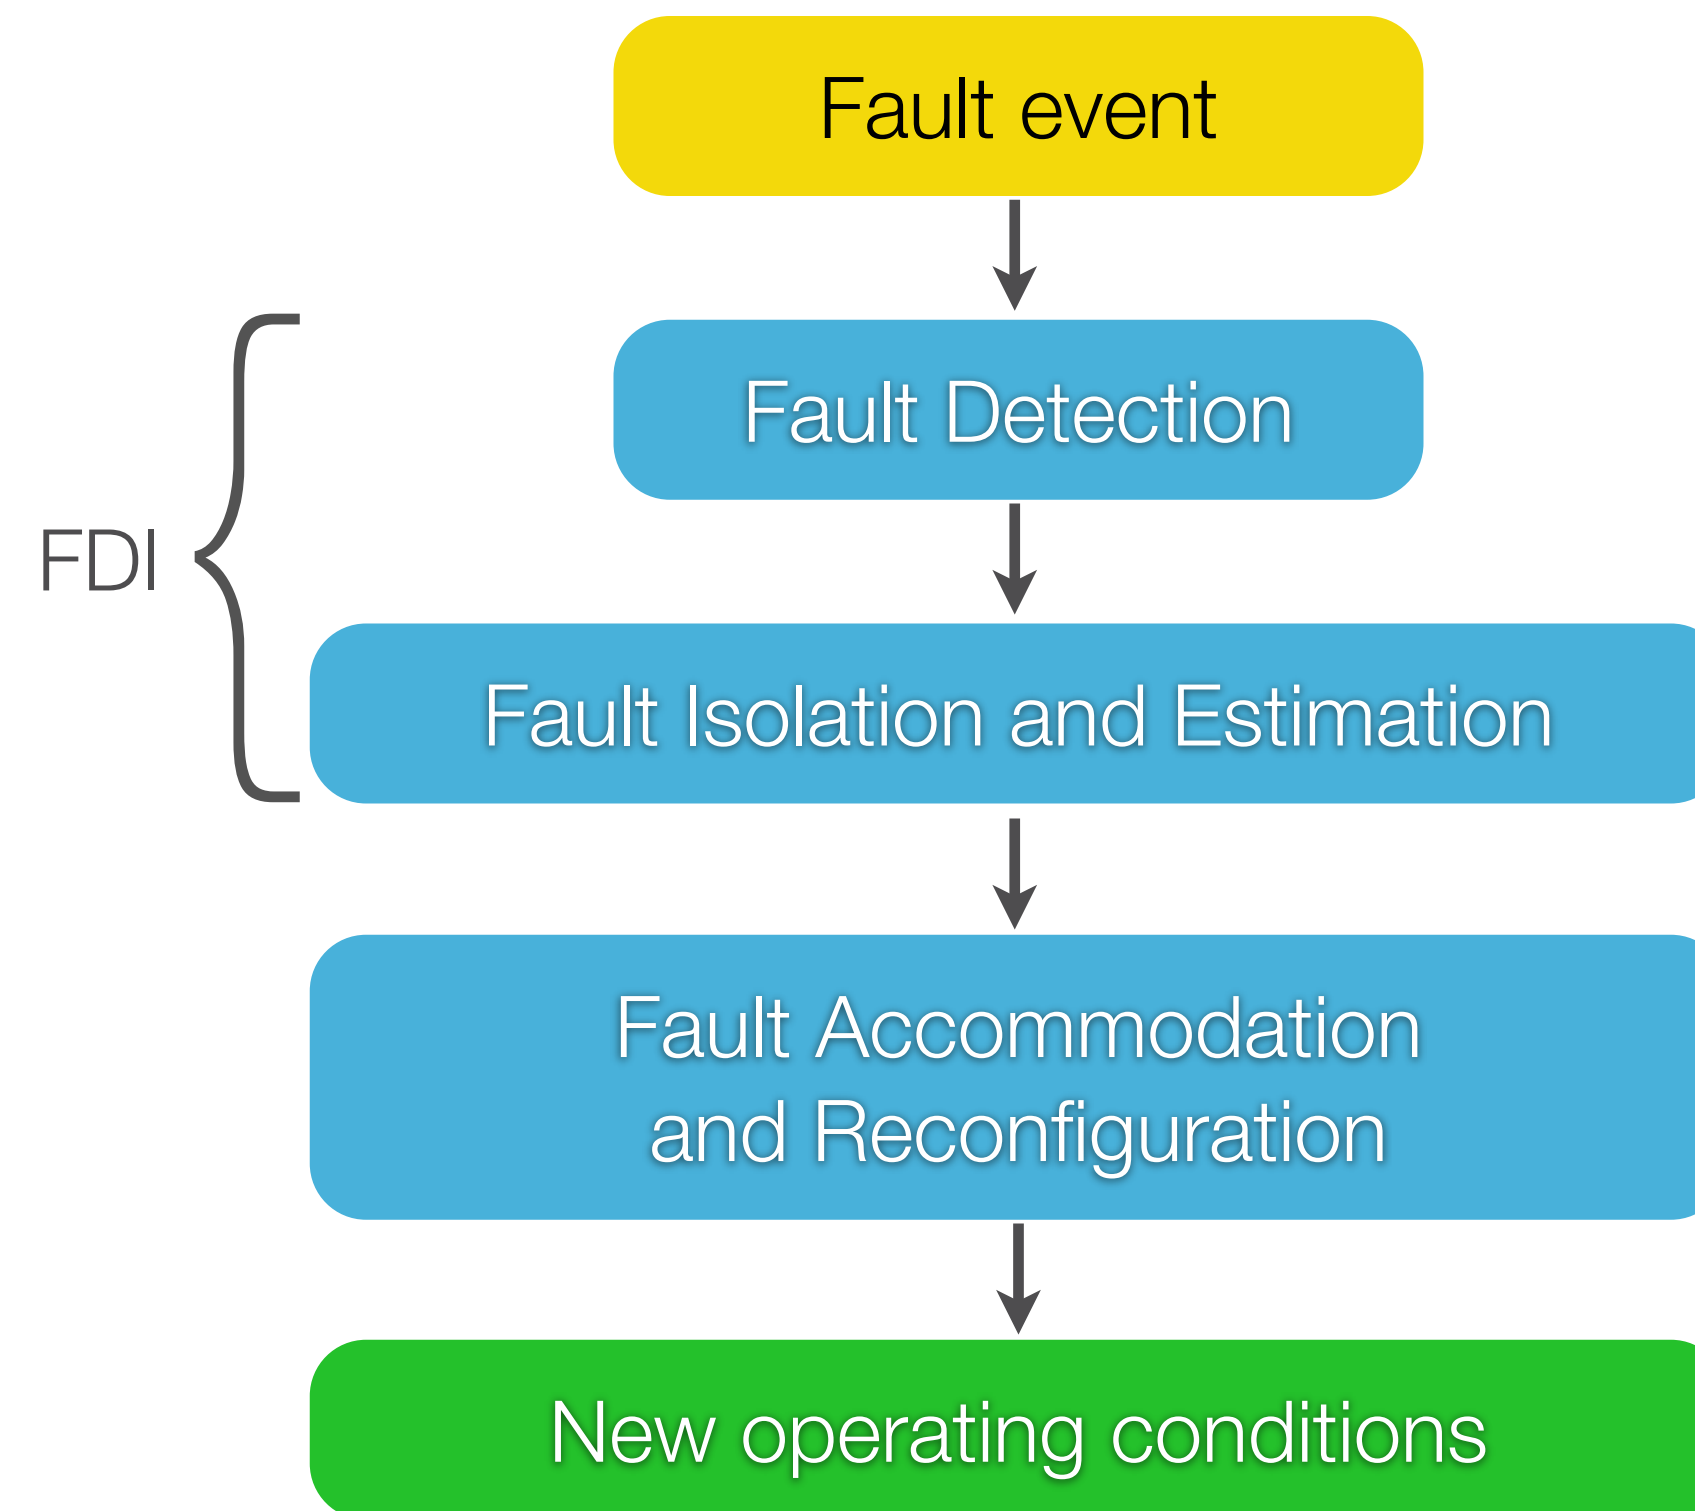 Fault event
Fault Detection
FDI
Fault Isolation and Estimation
Fault Accommodation
and Reconfiguration
New operating conditions